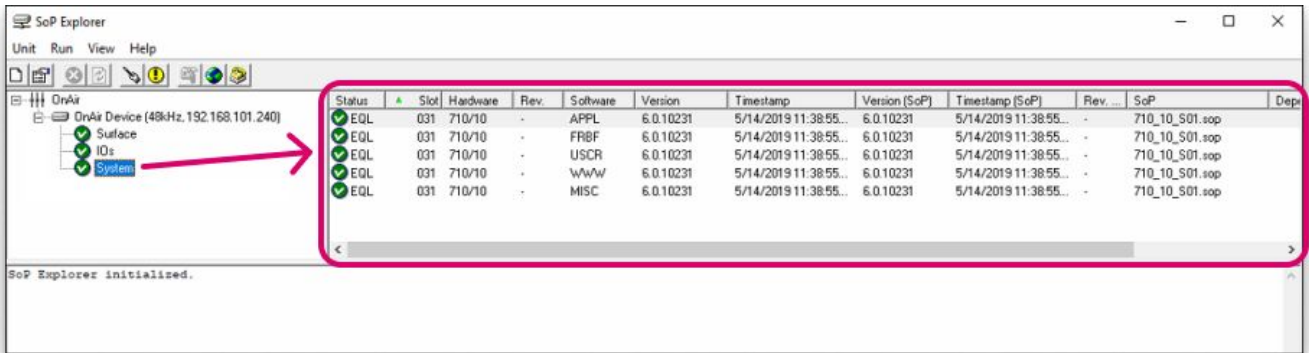 SoP Explorer
Unit Run View Help
OnAir
OnAir Device (48kHz, 192.168.101.240)
Surface
IOs
System
Status Slot Hardware Rev. Software Version Timestamp Version (SoP) Timestamp (SoP) Rev. ... SoP Depe
EQL 031 710/10 - APPL 6.0.10231 5/14/2019 11:38:55... 6.0.10231 5/14/2019 11:38:55... - 710_10_S01.sop
EQL 031 710/10 - FRBF 6.0.10231 5/14/2019 11:38:55... 6.0.10231 5/14/2019 11:38:55... - 710_10_S01.sop
EQL 031 710/10 - USCR 6.0.10231 5/14/2019 11:38:55... 6.0.10231 5/14/2019 11:38:55... - 710_10_S01.sop
EQL 031 710/10 - WWW 6.0.10231 5/14/2019 11:38:55... 6.0.10231 5/14/2019 11:38:55... - 710_10_S01.sop
EQL 031 710/10 - MISC 6.0.10231 5/14/2019 11:38:55... 6.0.10231 5/14/2019 11:38:55... - 710_10_S01.sop
SoP Explorer initialized.